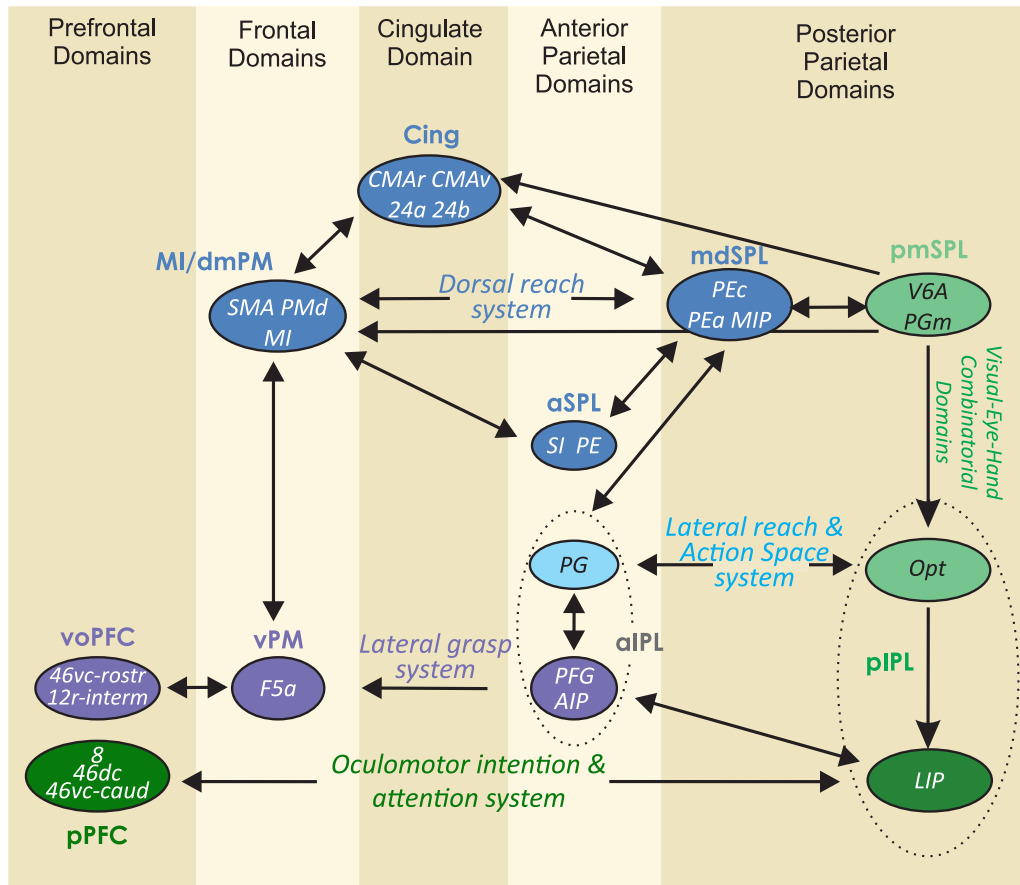 Prefrontal
Domains
Frontal
Domains
Cingulate
Domain
Anterior
Parietal
Domains
Posterior
Parietal
Domains
Cing
CMAr CMAv
24a 24b
MI/dmPM
SMA PMd
MI
Dorsal reach
system
mdSPL
PEc
PEa MIP
pmSPL
V6A
PGm
Visual-Eye-Hand
Combinatorial
Domains
aSPL
SI PE
PG
Lateral reach &
Action Space
system
Opt
voPFC
46vc-rostr
12r-interm
vPM
F5a
Lateral grasp
system
aIPL
PFG
AIP
pIPL
8
46dc
46vc-caud
pPFC
Oculomotor intention &
attention system
LIP